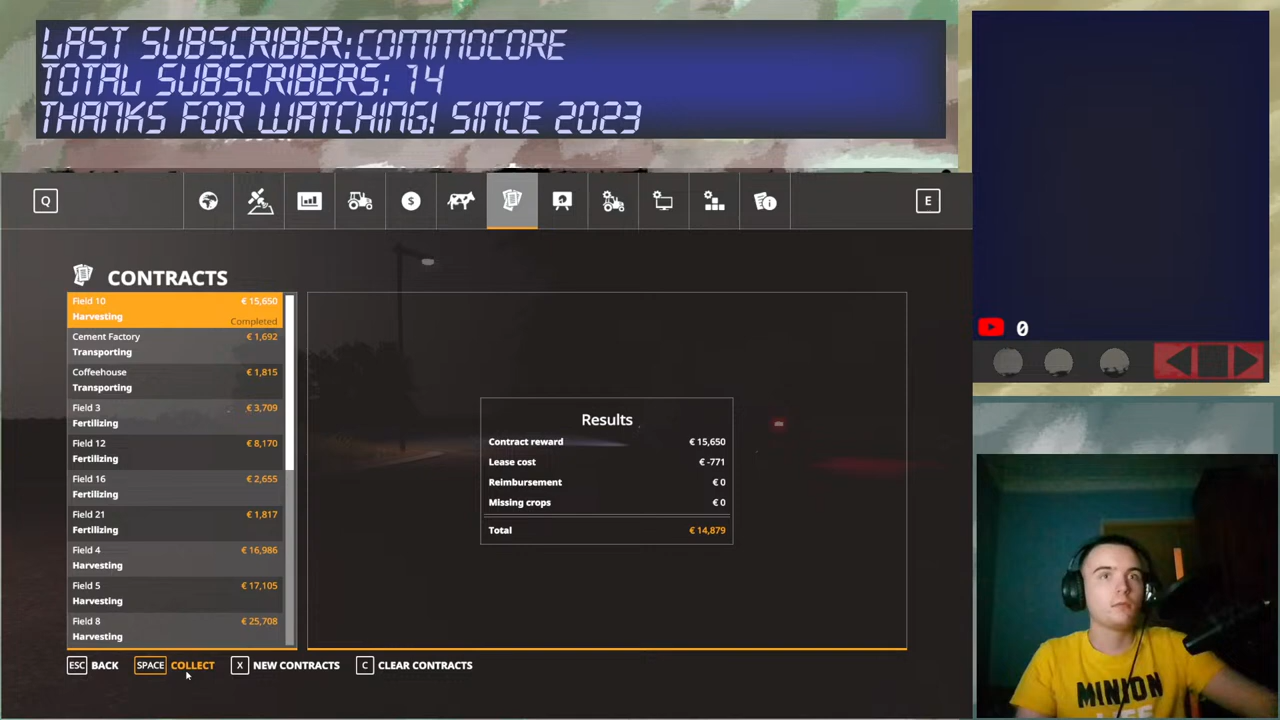 LAST SUBSCRIBER:COMMOCORE
TOTAL SUBSCRIBERS: 14
THANKS FOR WATCHING! SINCE 2023
Q
E
CONTRACTS
Field 10 € 15,650
Harvesting Completed
Cement Factory € 1,692
Transporting
Coffeehouse € 1,815
Transporting
Field 3 € 3,709
Fertilizing
Field 12 € 8,170
Fertilizing
Field 16 € 2,655
Fertilizing
Field 21 € 1,817
Fertilizing
Field 4 € 16,986
Harvesting
Field 5 € 17,105
Harvesting
Field 8 € 25,708
Harvesting
Results
Contract reward € 15,650
Lease cost € -771
Reimbursement € 0
Missing crops € 0
Total € 14,879
ESC BACK SPACE COLLECT X NEW CONTRACTS C CLEAR CONTRACTS
0
MINION
LIFE